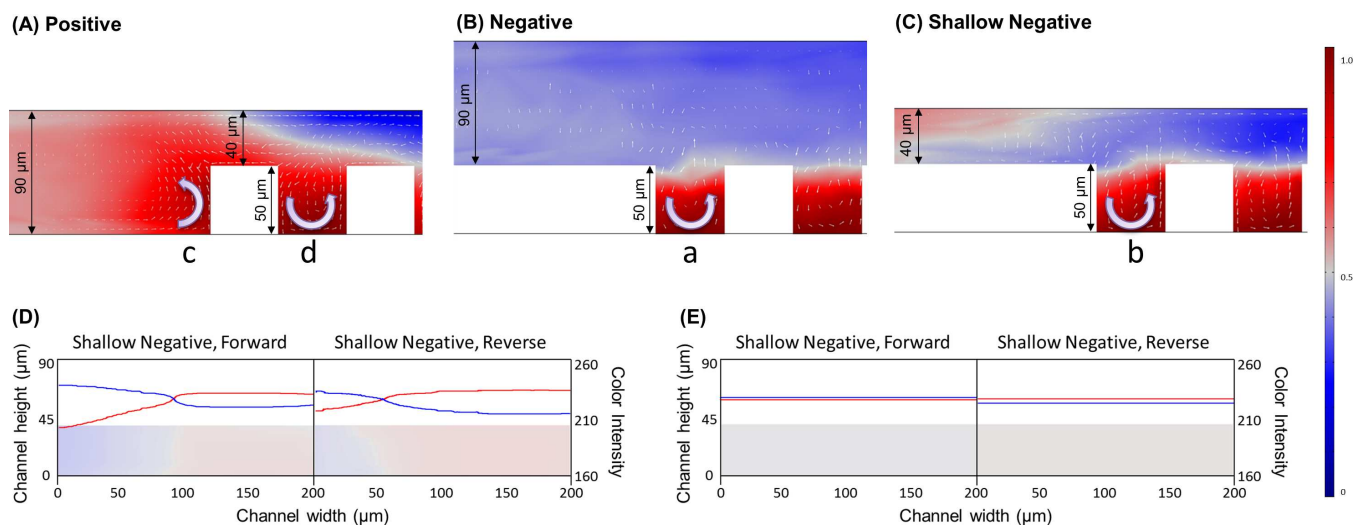 (A) Positive
90 µm
40 µm
50 µm
c
d
(B) Negative
90 µm
50 µm
a
(C) Shallow Negative
40 µm
50 µm
b
1.0
0.5
0
(D)
Shallow Negative, Forward
Shallow Negative, Reverse
Channel height (µm)
90
45
0
260
210
160
Color Intensity
0
50
100
150
200
50
100
150
200
Channel width (µm)
(E)
Shallow Negative, Forward
Shallow Negative, Reverse
Channel height (µm)
90
45
0
260
210
160
Color Intensity
0
50
100
150
200
50
100
150
200
Channel width (µm)